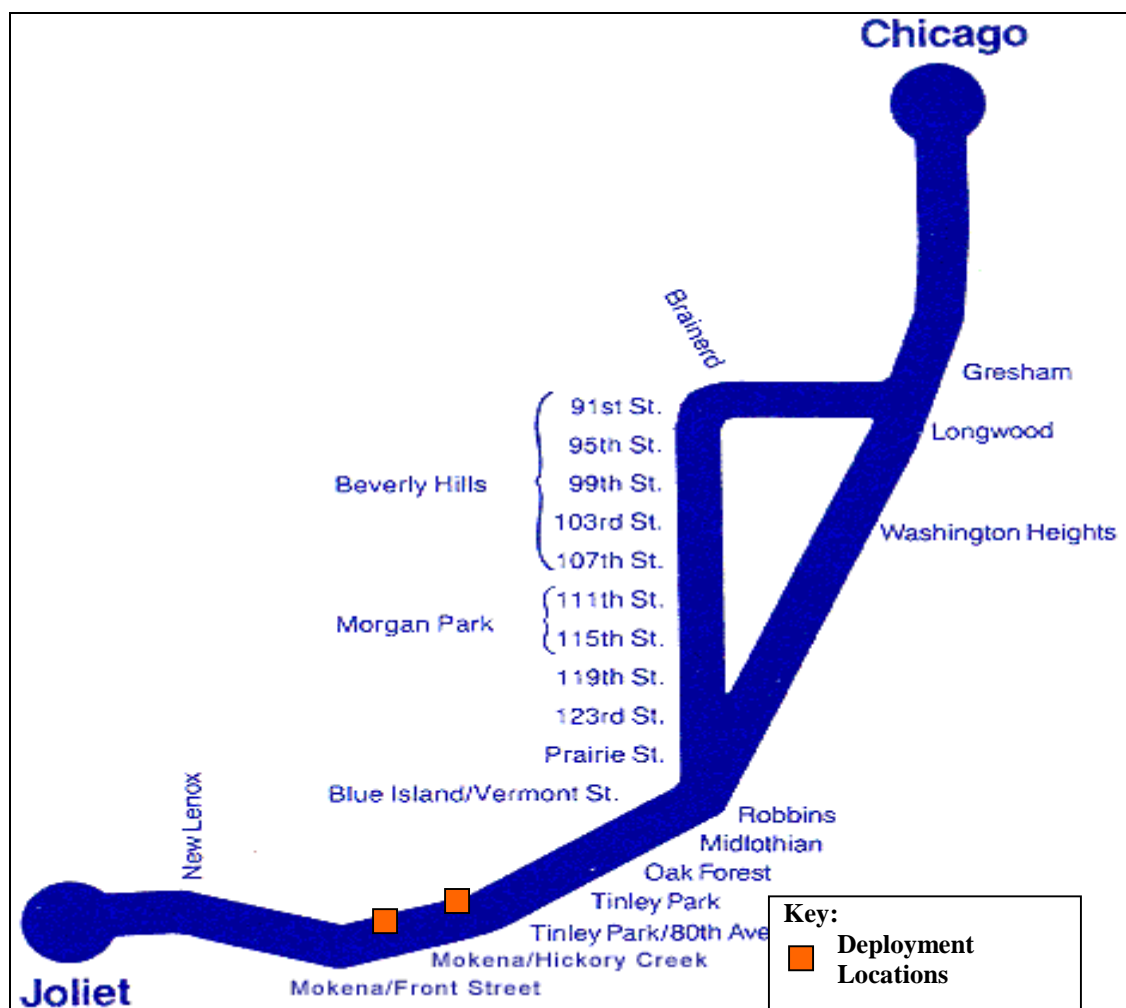 Chicago
Brainerd
Gresham
91st St.
Longwood
95th St.
Beverly Hills
99th St.
103rd St.
Washington Heights
107th St.
111th St.
Morgan Park
115th St.
119th St.
123rd St.
Prairie St.
New Lenox
Blue Island/Vermont St.
Robbins
Midlothian
Oak Forest
Tinley Park
Tinley Park/80th Ave
Mokena/Hickory Creek
Mokena/Front Street
Joliet
Key:
Deployment
Locations